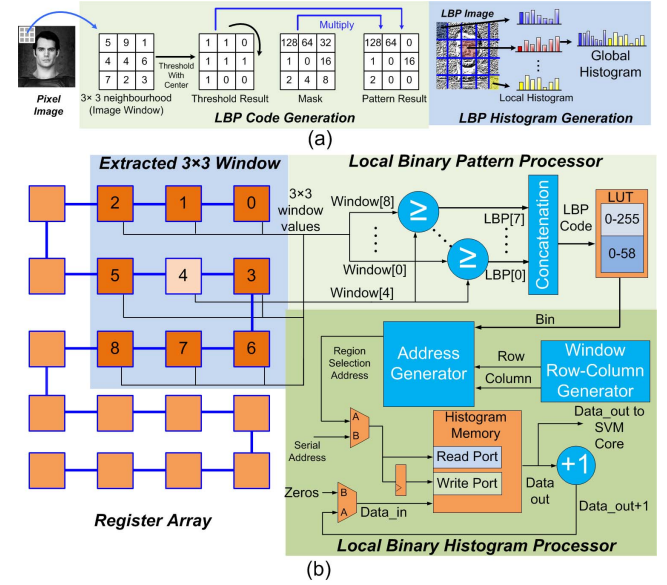 Pixel
Image
5 9 1
4 4 6
7 2 3
3×3 neighbourhood
(Image Window)
Threshold
With
Center
1 1 0
1 1
1 0 0
Threshold Result
Multiply
128 64 32
1 0 16
2 4 8
Mask
128 64 0
1 0 16
2 0 0
Pattern Result
LBP Code Generation
LBP Image
Local Histogram
Global
Histogram
LBP Histogram Generation
(a)
Extracted 3×3 Window
2 1 0
5 4 3
8 7 6
Register Array
3×3
window
values
Local Binary Pattern Processor
Window[8]
Window[0]
Window[4]
≥
≥
LBP[7]
LBP[0]
Concatenation
LBP
Code
LUT
0-255
0-58
Bin
Region
Selection
Address
Address
Generator
Row
Column
Window
Row-Column
Generator
A
B
Serial
Address
Histogram
Memory
Read Port
Write Port
Data_out to
SVM
Core
+1
Data
out
Data_out+1
Zeros
B
A
Data_in
Local Binary Histogram Processor
(b)